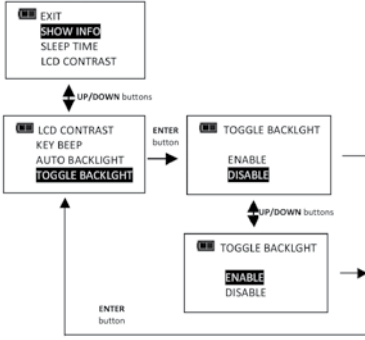 EXIT
SHOW INFO
SLEEP TIME
LCD CONTRAST
UP/DOWN buttons
LCD CONTRAST
KEY BEEP
AUTO BACKLIGHT
TOGGLE BACKLGHT
ENTER
button
TOGGLE BACKLGHT
ENABLE
DISABLE
UP/DOWN buttons
TOGGLE BACKLGHT
ENABLE
DISABLE
ENTER
button